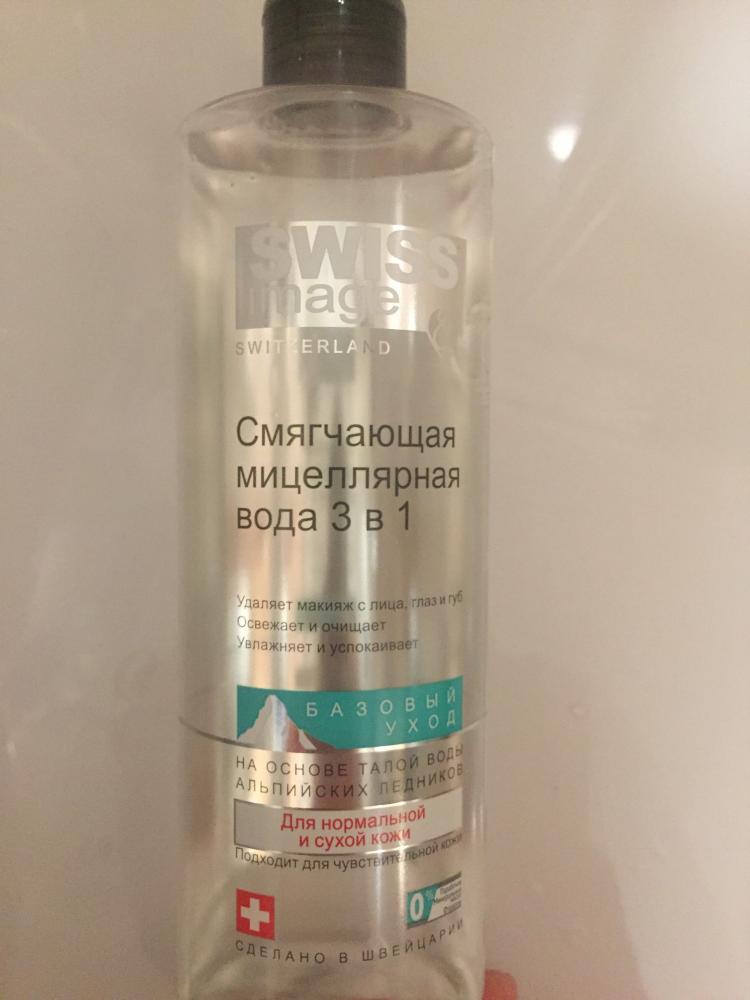 SWISS
image
SWITZERLAND
Смягчающая
мицеллярная
вода 3 в 1
Удаляет макияж с лица, глаз и губ
Освежает и очищает
Увлажняет и успокаивает
БАЗОВЫЙ
УХОД
НА ОСНОВЕ ТАЛОЙ ВОДЫ
АЛЬПИЙСКИХ ЛЕДНИКОВ
Для нормальной
и сухой кожи
Подходит для чувствительной кожи
0%
СДЕЛАНО В ШВЕЙЦАРИИ